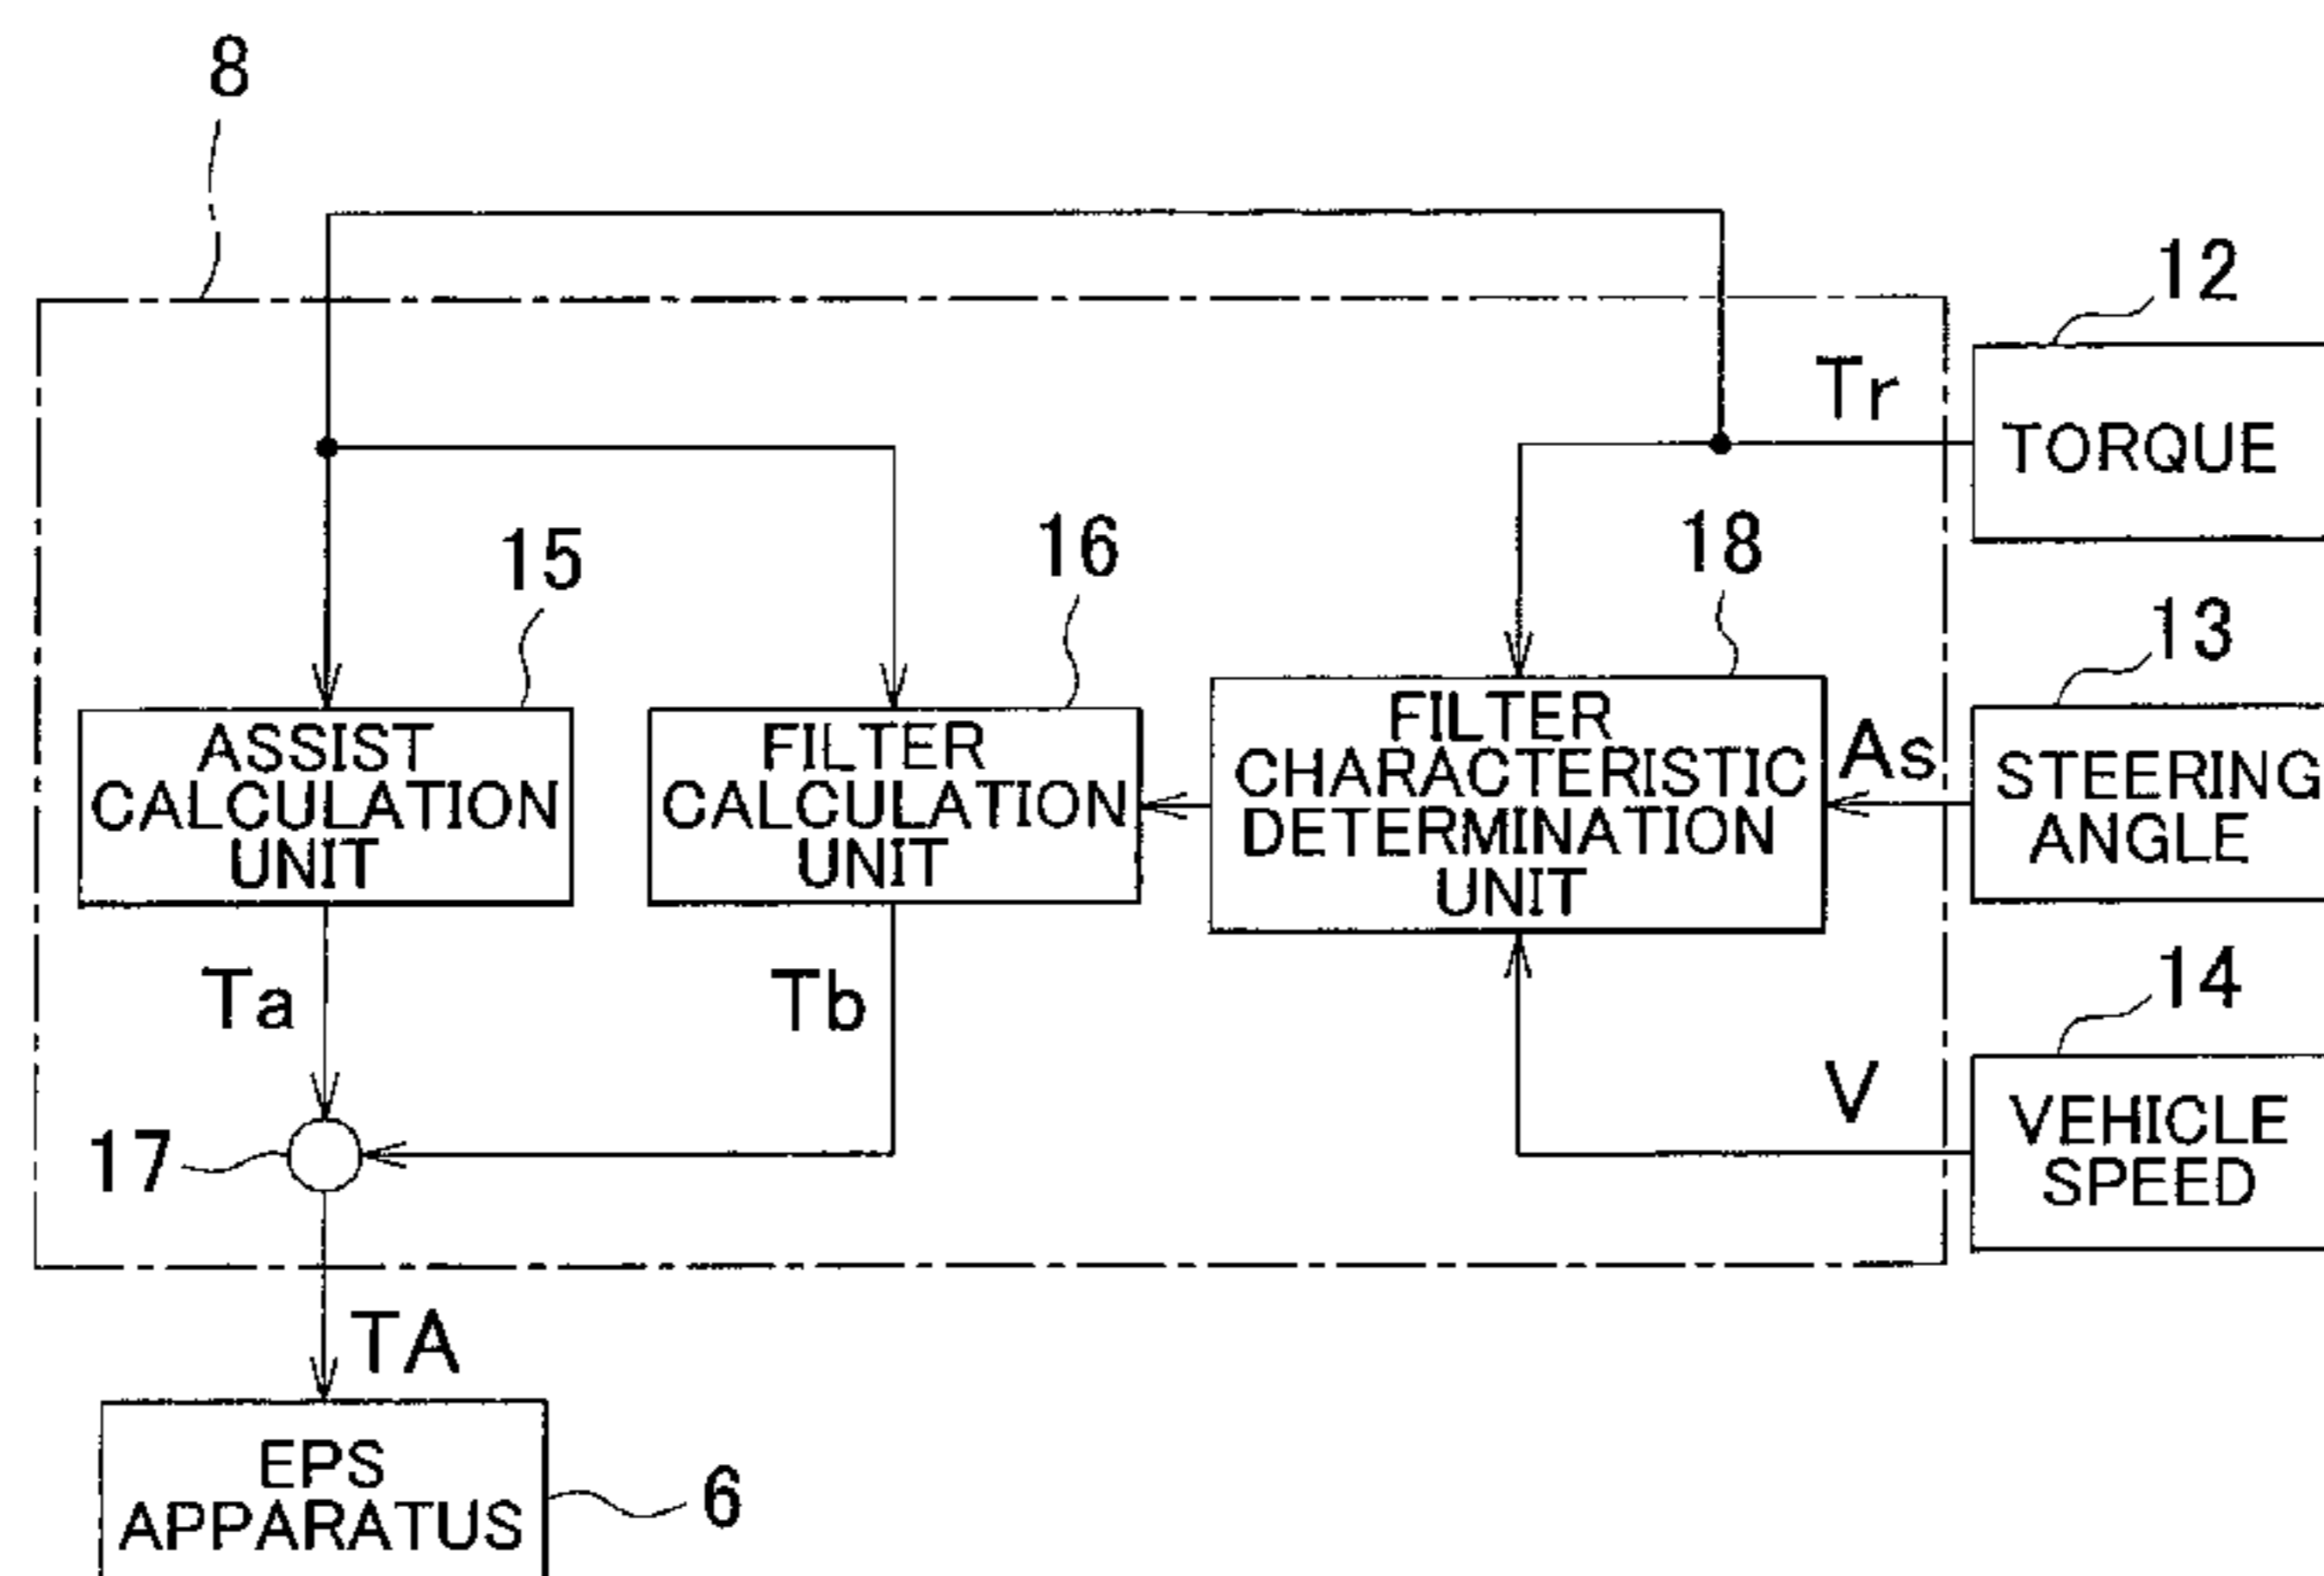 8
12
Tr
TORQUE
15
16
18
13
ASSIST
CALCULATION
UNIT
FILTER
CALCULATION
UNIT
FILTER
CHARACTERISTIC
DETERMINATION
UNIT
As
STEERING
ANGLE
14
Ta
Tb
V
VEHICLE
SPEED
17
TA
EPS
APPARATUS
6